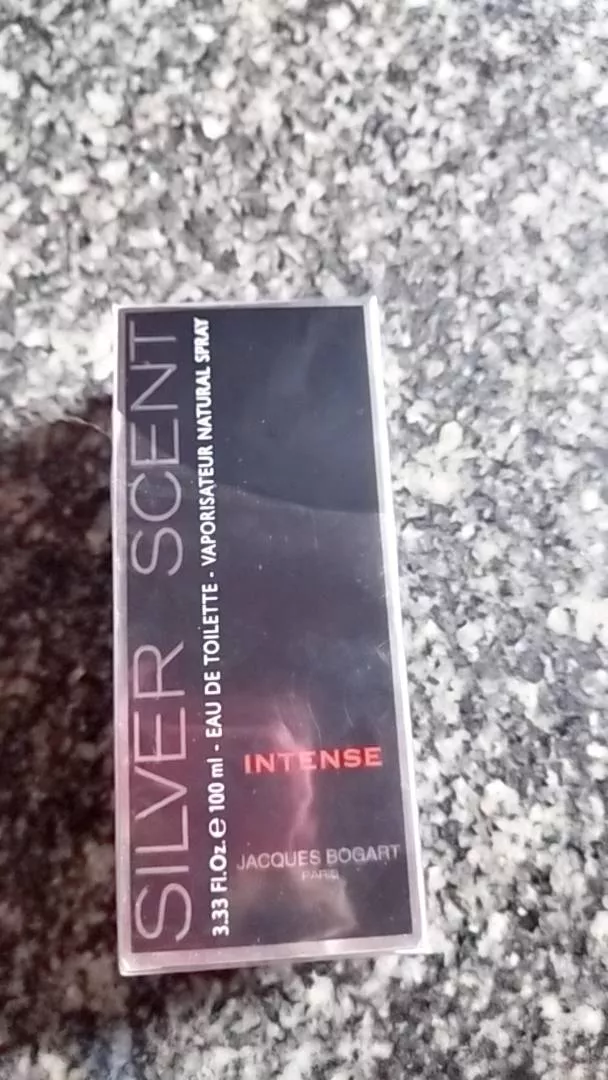 SILVER SCENT
3.33 Fl.Oz. ℮ 100 ml - EAU DE TOILETTE - VAPORISATEUR NATURAL SPRAY
INTENSE
JACQUES BOGART
PARIS